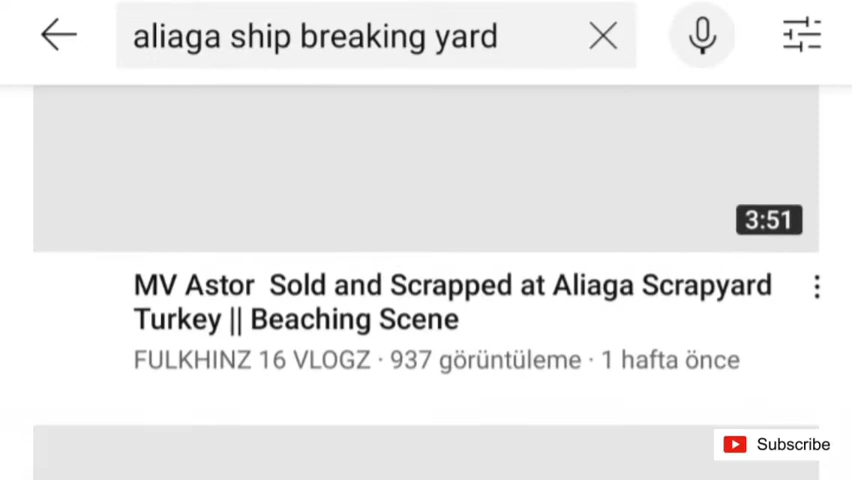 aliaga ship breaking yard
3:51
MV Astor Sold and Scrapped at Aliaga Scrapyard
Turkey || Beaching Scene
FULKHINZ 16 VLOGZ · 937 görüntüleme · 1 hafta önce
Subscribe